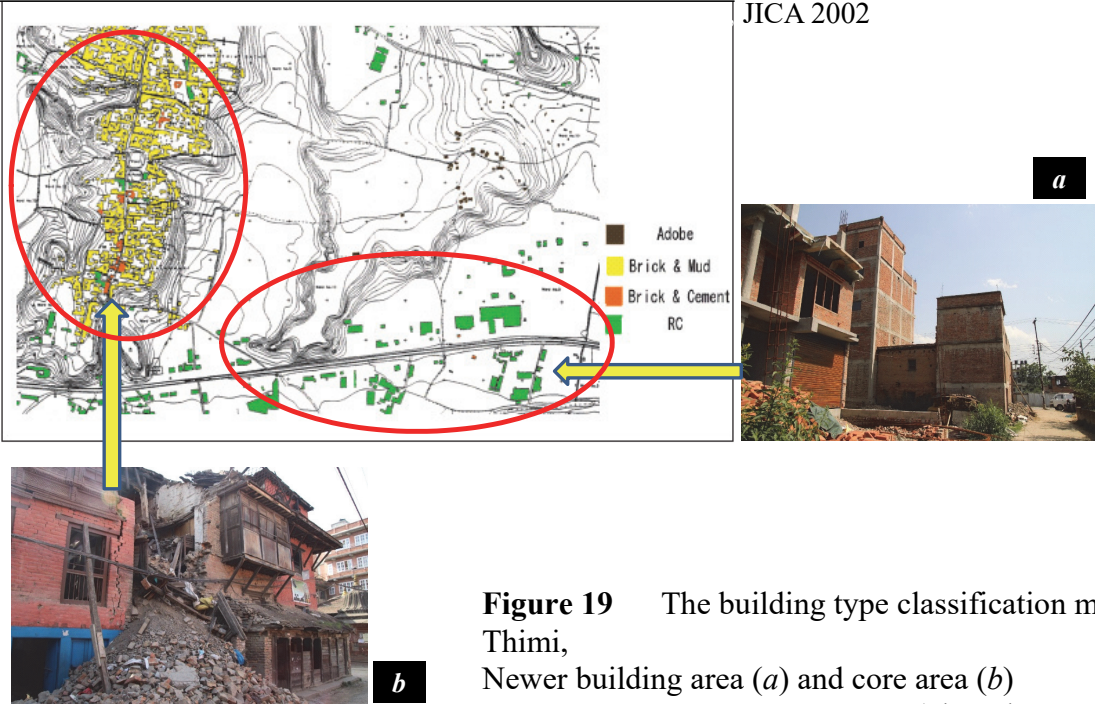 JICA 2002
a
Adobe
Brick & Mud
Brick & Cement
RC
b
Figure 19 The building type classification m
Thimi,
Newer building area (a) and core area (b)